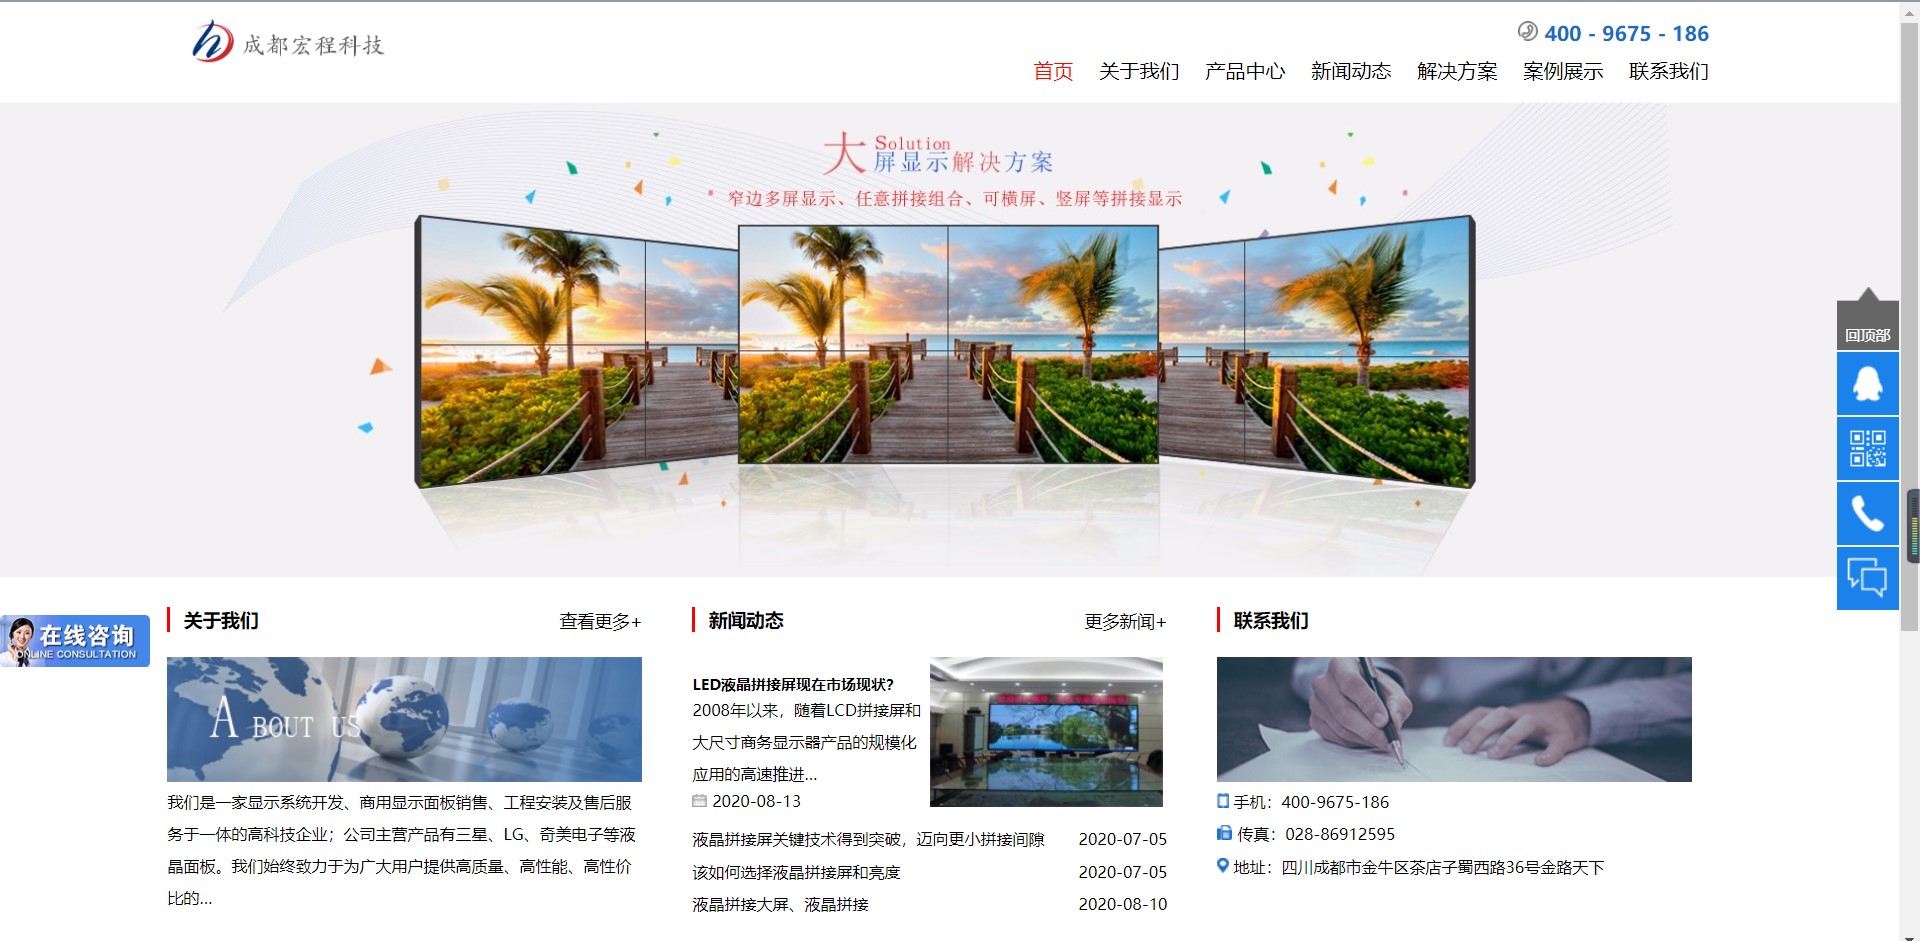 成都宏程科技
400 - 9675 - 186
首页 关于我们 产品中心 新闻动态 解决方案 案例展示 联系我们
大 Solution
屏显示解决方案
窄边多屏显示、任意拼接组合、可横屏、竖屏等拼接显示
回顶部
在线咨询
ONLINE CONSULTATION
关于我们 查看更多+
ABOUT US
我们是一家显示系统开发、商用显示面板销售、工程安装及售后服
务于一体的高科技企业；公司主营产品有三星、LG、奇美电子等液
晶面板。我们始终致力于为广大用户提供高质量、高性能、高性价
比的...
新闻动态 更多新闻+
LED液晶拼接屏现在市场现状?
2008年以来，随着LCD拼接屏和
大尺寸商务显示器产品的规模化
应用的高速推进...
2020-08-13
液晶拼接屏关键技术得到突破，迈向更小拼接间隙 2020-07-05
该如何选择液晶拼接屏和亮度 2020-07-05
液晶拼接大屏、液晶拼接 2020-08-10
联系我们
手机：400-9675-186
传真：028-86912595
地址：四川成都市金牛区茶店子蜀西路36号金路天下